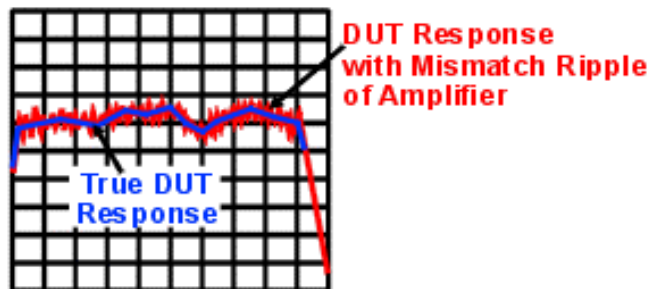 DUT Response
with Mismatch Ripple
of Amplifier
True DUT
Response